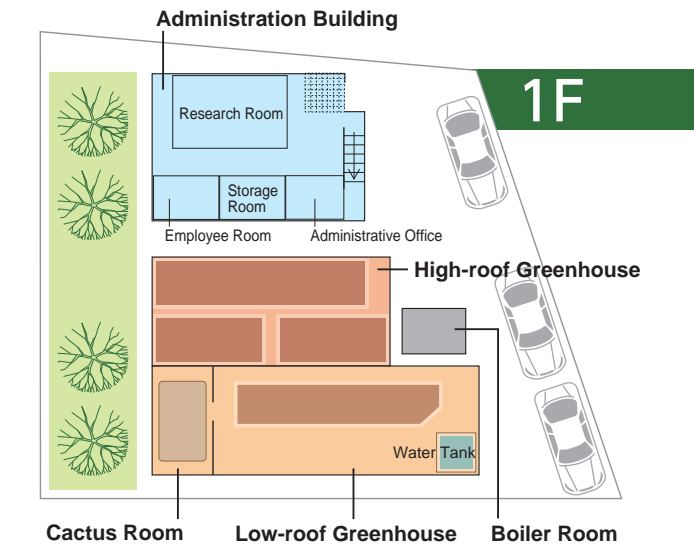 Administration Building
1F
Research Room
Storage
Room
Employee Room
Administrative Office
High-roof Greenhouse
Water Tank
Cactus Room
Low-roof Greenhouse
Boiler Room